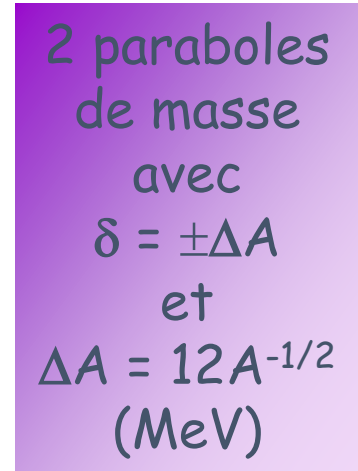 2 paraboles
de masse
avec
δ = ±ΔA
et
ΔA = 12A⁻¹/²
(MeV)